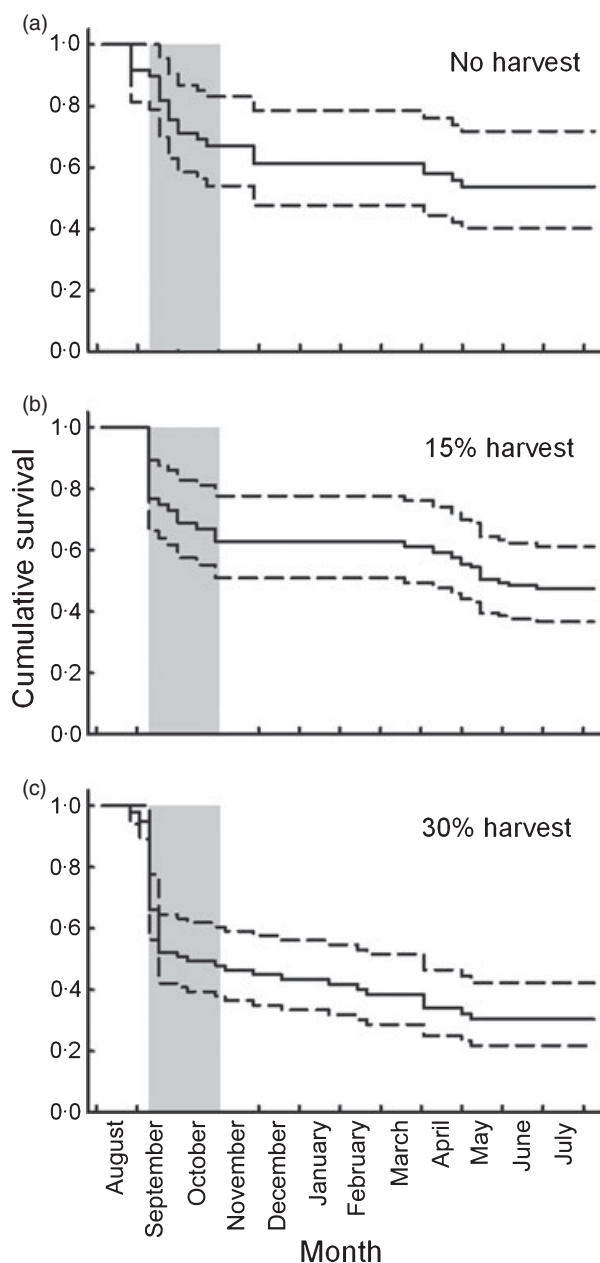 (a)
1·0
0·8
0·6
0·4
0·2
0·0
No harvest
(b)
1·0
0·8
0·6
0·4
0·2
0·0
15% harvest
Cumulative survival
(c)
1·0
0·8
0·6
0·4
0·2
0·0
30% harvest
August
September
October
November
December
January
February
March
April
May
June
July
Month